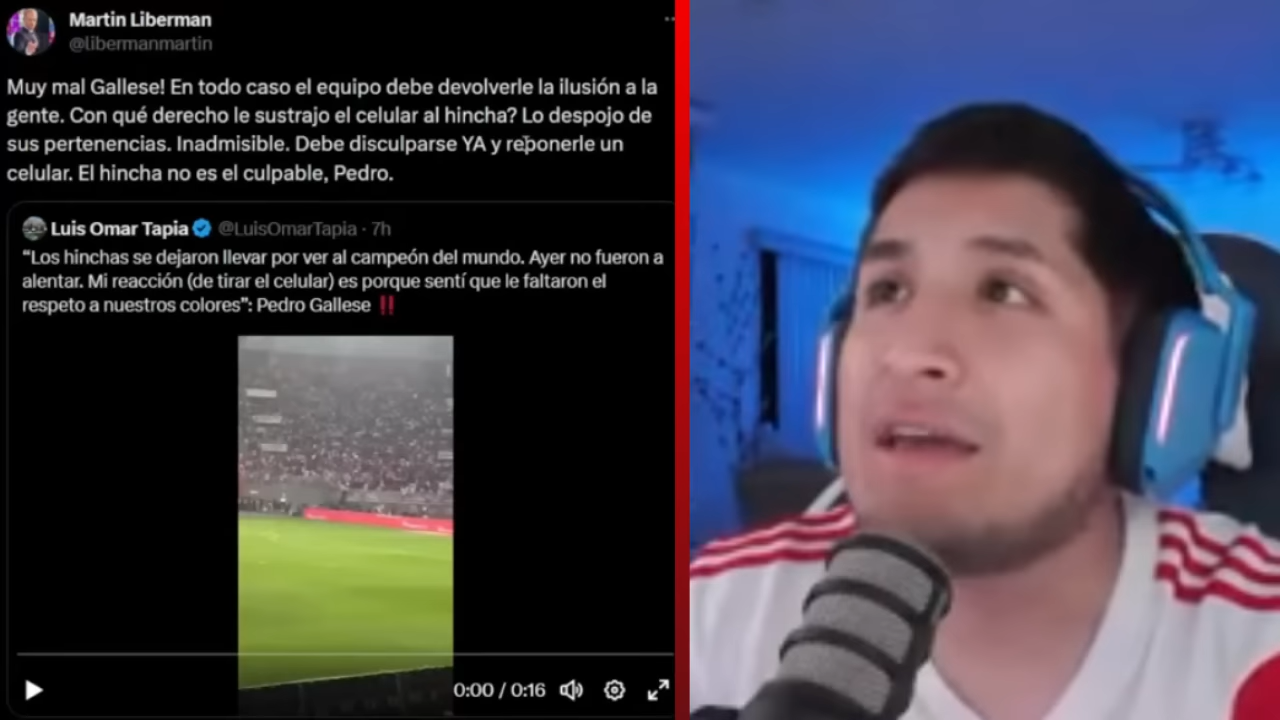 Martin Liberman
@libermanmartin
Muy mal Gallese! En todo caso el equipo debe devolverle la ilusión a la
gente. Con qué derecho le sustrajo el celular al hincha? Lo despojo de
sus pertenencias. Inadmisible. Debe disculparse YA y reponerle un
celular. El hincha no es el culpable, Pedro.
Luis Omar Tapia @LuisOmarTapia · 7h
“Los hinchas se dejaron llevar por ver al campeón del mundo. Ayer no fueron a
alentar. Mi reacción (de tirar el celular) es porque sentí que le faltaron el
respeto a nuestros colores”: Pedro Gallese ‼️
0:00 / 0:16